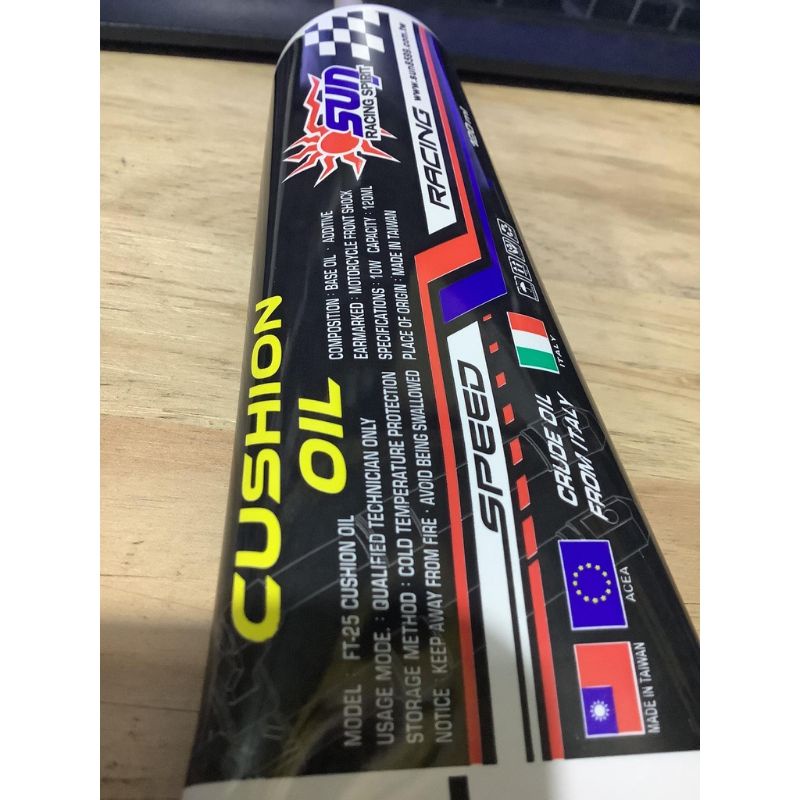 SUN
RACING SPIRIT
RACING
www.sun8386.com.tw
120ml
CUSHION
OIL
COMPOSITION : BASE OIL · ADDITIVE
EARMARKED : MOTORCYCLE FRONT SHOCK
SPECIFICATIONS : 10W CAPACITY : 120ML
PLACE OF ORIGIN : MADE IN TAIWAN
MODEL : FT-25 CUSHION OIL
USAGE MODE : QUALIFIED TECHNICIAN ONLY
STORAGE METHOD : COLD TEMPERATURE PROTECTION
NOTICE : KEEP AWAY FROM FIRE · AVOID BEING SWALLOWED
SPEED
ITALY
CRUDE OIL
FROM ITALY
ACEA
MADE IN TAIWAN